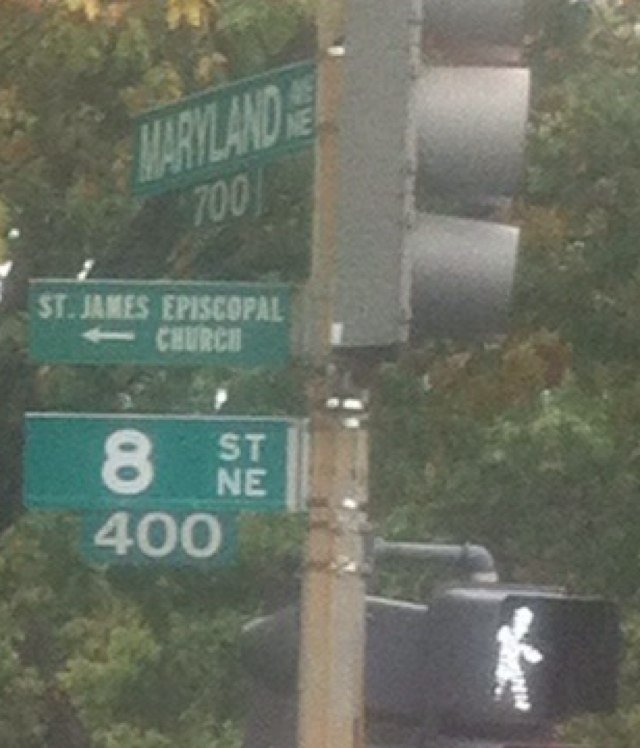 MARYLAND AVE NE
700
ST. JAMES EPISCOPAL
CHURCH
8 ST NE
400